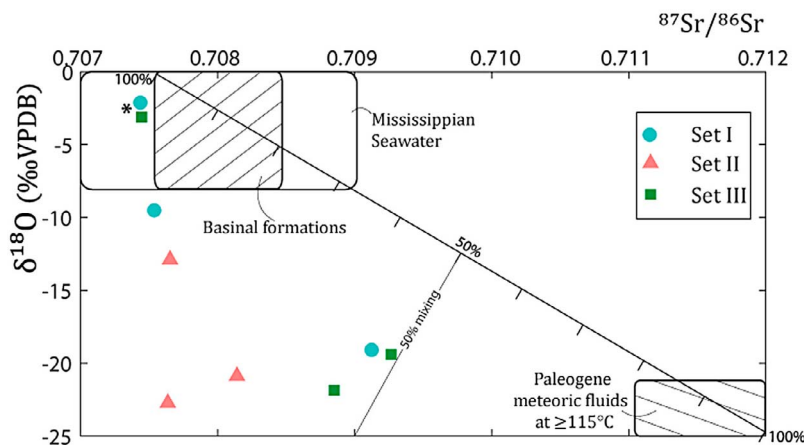 ⁸⁷Sr/⁸⁶Sr
0.707 0.708 0.709 0.710 0.711 0.712
0
-5
-10
-15
-20
-25
δ¹⁸O (‰VPDB)
100%
*
Mississippian
Seawater
Basinal formations
Set I
Set II
Set III
50%
50% mixing
Paleogene
meteoric fluids
at ≥115°C
100%